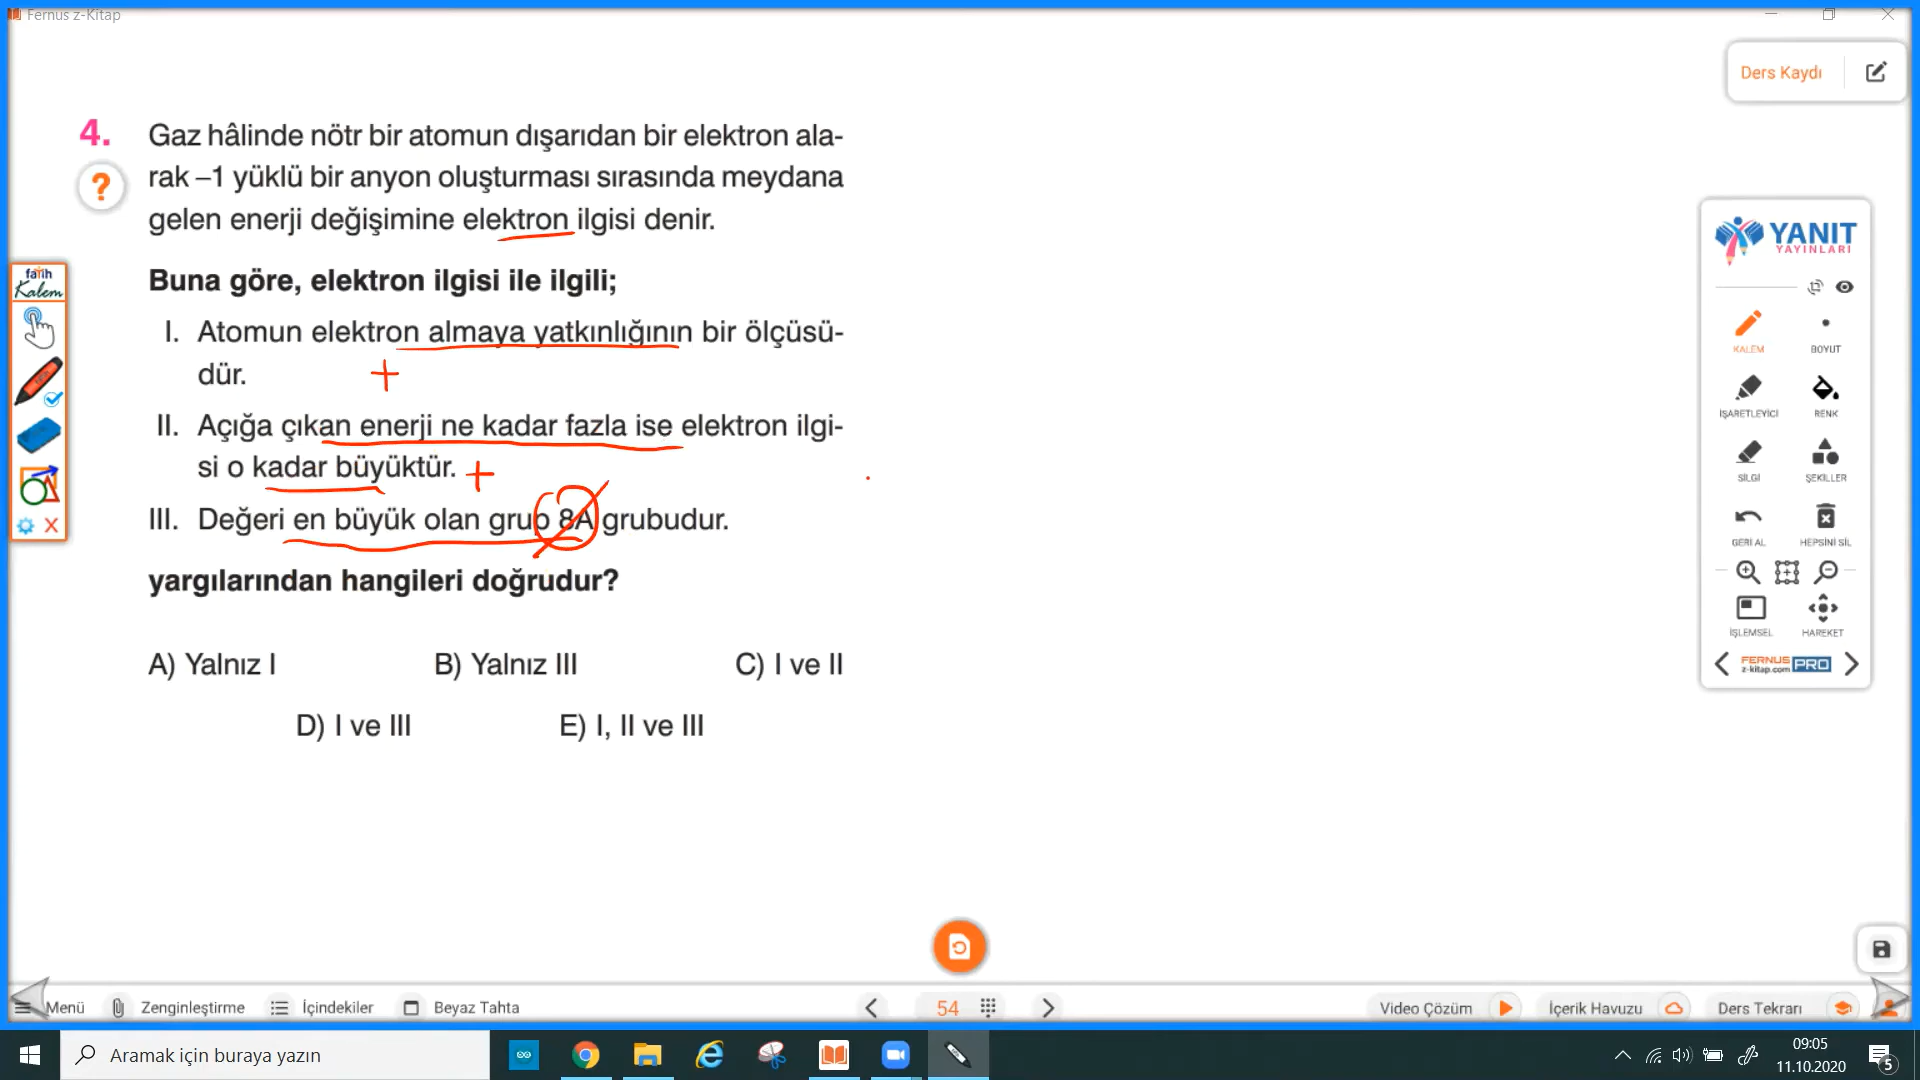 Fernus z-Kitap
Ders Kaydı
4. Gaz hâlinde nötr bir atomun dışarıdan bir elektron ala-
rak –1 yüklü bir anyon oluşturması sırasında meydana
gelen enerji değişimine elektron ilgisi denir.
Buna göre, elektron ilgisi ile ilgili;
I. Atomun elektron almaya yatkınlığının bir ölçüsü-
dür. +
II. Açığa çıkan enerji ne kadar fazla ise elektron ilgi-
si o kadar büyüktür. +
III. Değeri en büyük olan grup 8A grubudur.
yargılarından hangileri doğrudur?
A) Yalnız I B) Yalnız III C) I ve II
D) I ve III E) I, II ve III
fatih
Kalem
YANIT
YAYINLARI
KALEM BOYUT
İŞARETLEYİCİ RENK
SİLGİ ŞEKİLLER
GERİ AL HEPSİNİ SİL
İŞLEMSEL HAREKET
FERNUS
z-kitap.com PRO
Menü Zenginleştirme İçindekiler Beyaz Tahta 54 Video Çözüm İçerik Havuzu Ders Tekrarı
Aramak için buraya yazın
09:05
11.10.2020
5